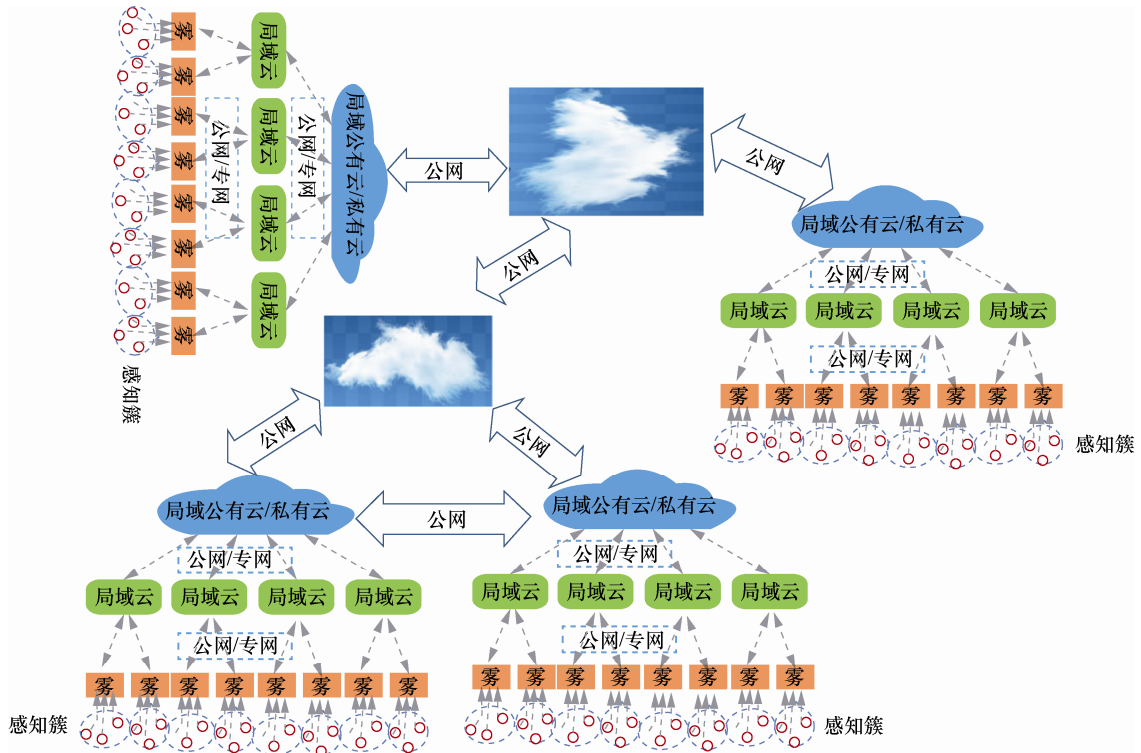 雾
雾
雾
雾
雾
雾
雾
雾
公网/专网
局域云
局域云
局域云
局域云
公网/专网
局域公有云/私有云
感知簇
公网
公网
公网
局域公有云/私有云
公网/专网
局域云 局域云 局域云 局域云
公网/专网
雾 雾 雾 雾 雾 雾 雾 雾
感知簇
公网
公网
局域公有云/私有云
公网
局域公有云/私有云
公网/专网
局域云 局域云 局域云 局域云
公网/专网
雾 雾 雾 雾 雾 雾 雾 雾
感知簇
公网/专网
局域云 局域云 局域云 局域云
公网/专网
雾 雾 雾 雾 雾 雾 雾 雾
感知簇